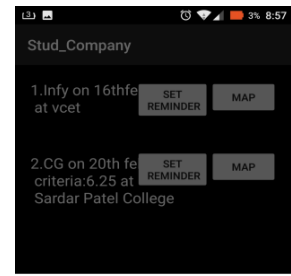 (3) 3% 8:57
Stud_Company
1.Infy on 16thfe SET REMINDER MAP
at vcet
2.CG on 20th fe SET REMINDER MAP
criteria:6.25 at
Sardar Patel College